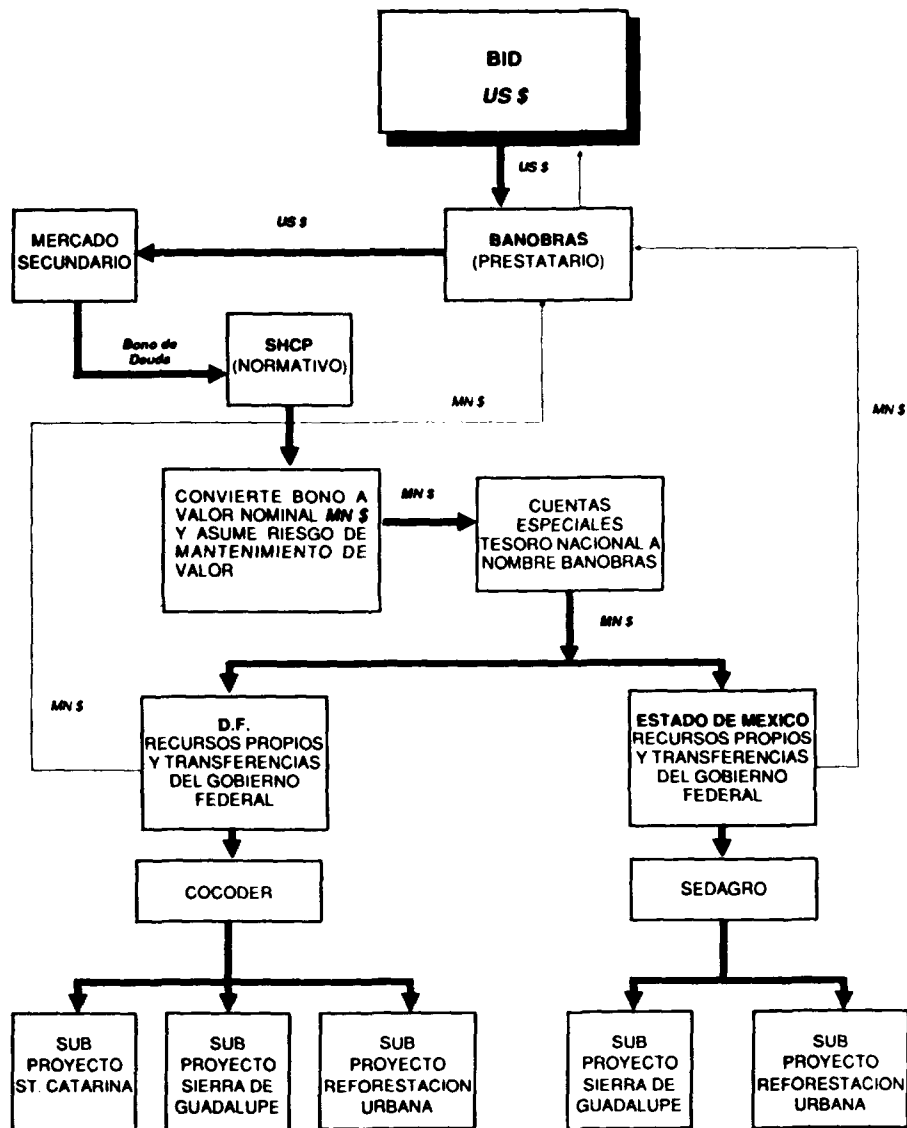 BID
US $
US $
US $
MERCADO
SECUNDARIO
BANOBRAS
(PRESTATARIO)
Bono de
Deuda
SHCP
(NORMATIVO)
MN $
MN $
CONVIERTE BONO A
VALOR NOMINAL MN $
Y ASUME RIESGO DE
MANTENIMIENTO DE
VALOR
MN $
CUENTAS
ESPECIALES
TESORO NACIONAL A
NOMBRE BANOBRAS
MN $
MN $
D.F.
RECURSOS PROPIOS
Y TRANSFERENCIAS
DEL GOBIERNO
FEDERAL
ESTADO DE MEXICO
RECURSOS PROPIOS
Y TRANSFERENCIAS
DEL GOBIERNO
FEDERAL
COCODER
SEDAGRO
SUB
PROYECTO
ST. CATARINA
SUB
PROYECTO
SIERRA DE
GUADALUPE
SUB
PROYECTO
REFORESTACION
URBANA
SUB
PROYECTO
SIERRA DE
GUADALUPE
SUB
PROYECTO
REFORESTACION
URBANA